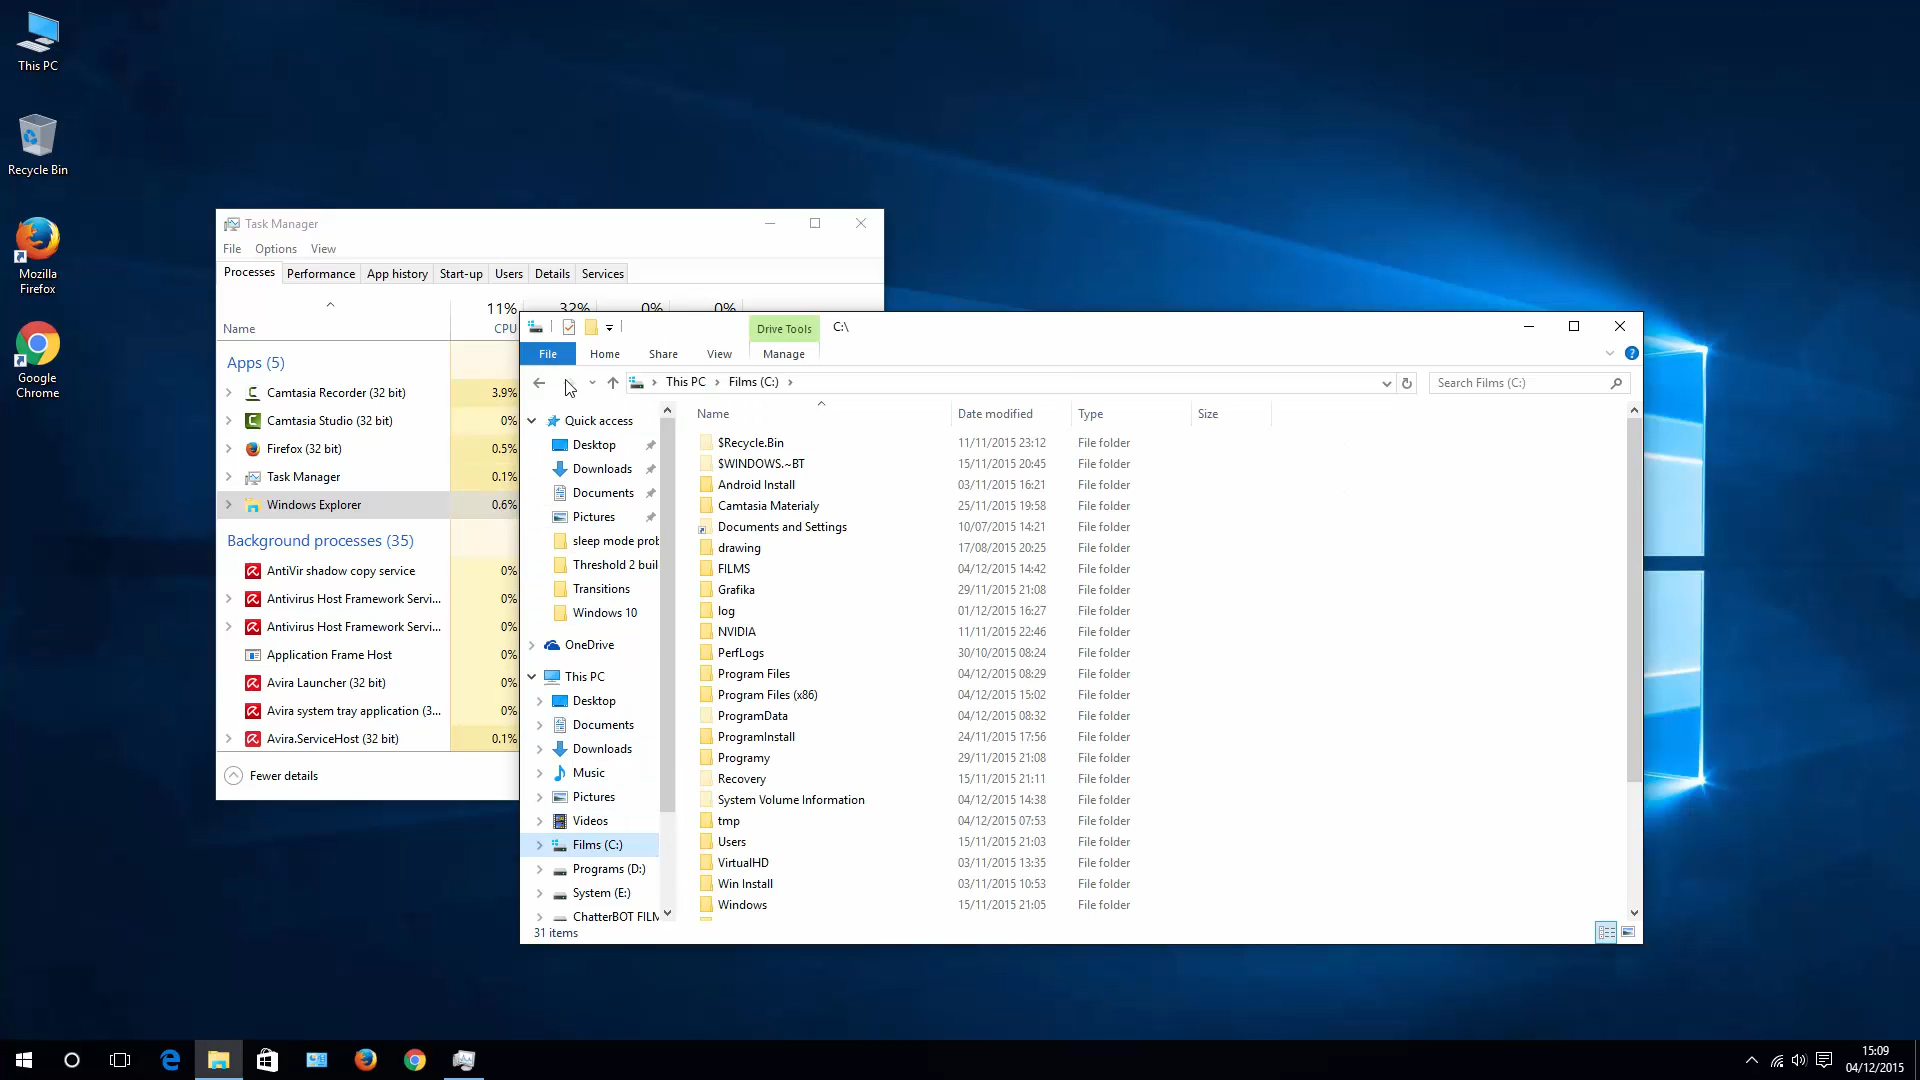 This PC
Recycle Bin
Mozilla
Firefox
Google
Chrome
Task Manager
File Options View
Processes Performance App history Start-up Users Details Services
11% 32% 0% 0%
Name CPU
Apps (5)
Camtasia Recorder (32 bit) 3.9%
Camtasia Studio (32 bit) 0%
Firefox (32 bit) 0.5%
Task Manager 0.1%
Windows Explorer 0.6%
Background processes (35)
AntiVir shadow copy service 0%
Antivirus Host Framework Servi... 0%
Antivirus Host Framework Servi... 0%
Application Frame Host 0%
Avira Launcher (32 bit) 0%
Avira system tray application (3... 0%
Avira.ServiceHost (32 bit) 0.1%
Fewer details
Drive Tools C:\
File Home Share View Manage
This PC Films (C:) Search Films (C:)
Quick access
Desktop
Downloads
Documents
Pictures
sleep mode prob
Threshold 2 buil
Transitions
Windows 10
OneDrive
This PC
Desktop
Documents
Downloads
Music
Pictures
Videos
Films (C:)
Programs (D:)
System (E:)
ChatterBOT FILM
Name Date modified Type Size
$Recycle.Bin 11/11/2015 23:12 File folder
$WINDOWS.~BT 15/11/2015 20:45 File folder
Android Install 03/11/2015 16:21 File folder
Camtasia Materialy 25/11/2015 19:58 File folder
Documents and Settings 10/07/2015 14:21 File folder
drawing 17/08/2015 20:25 File folder
FILMS 04/12/2015 14:42 File folder
Grafika 29/11/2015 21:08 File folder
log 01/12/2015 16:27 File folder
NVIDIA 11/11/2015 22:46 File folder
PerfLogs 30/10/2015 08:24 File folder
Program Files 04/12/2015 08:29 File folder
Program Files (x86) 04/12/2015 15:02 File folder
ProgramData 04/12/2015 08:32 File folder
ProgramInstall 24/11/2015 17:56 File folder
Programy 29/11/2015 21:08 File folder
Recovery 15/11/2015 21:11 File folder
System Volume Information 04/12/2015 14:38 File folder
tmp 04/12/2015 07:53 File folder
Users 15/11/2015 21:03 File folder
VirtualHD 03/11/2015 13:35 File folder
Win Install 03/11/2015 10:53 File folder
Windows 15/11/2015 21:05 File folder
31 items
15:09
04/12/2015